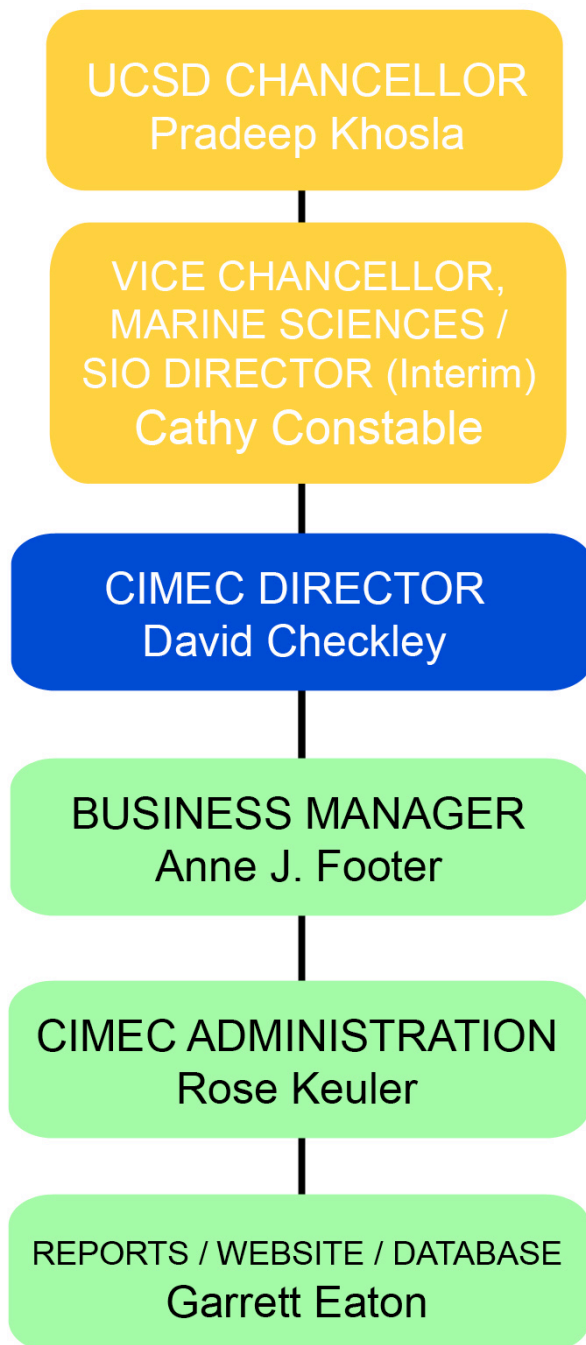 UCSD CHANCELLOR
Pradeep Khosla
VICE CHANCELLOR,
MARINE SCIENCES /
SIO DIRECTOR (Interim)
Cathy Constable
CIMEC DIRECTOR
David Checkley
BUSINESS MANAGER
Anne J. Footer
CIMEC ADMINISTRATION
Rose Keuler
REPORTS / WEBSITE / DATABASE
Garrett Eaton